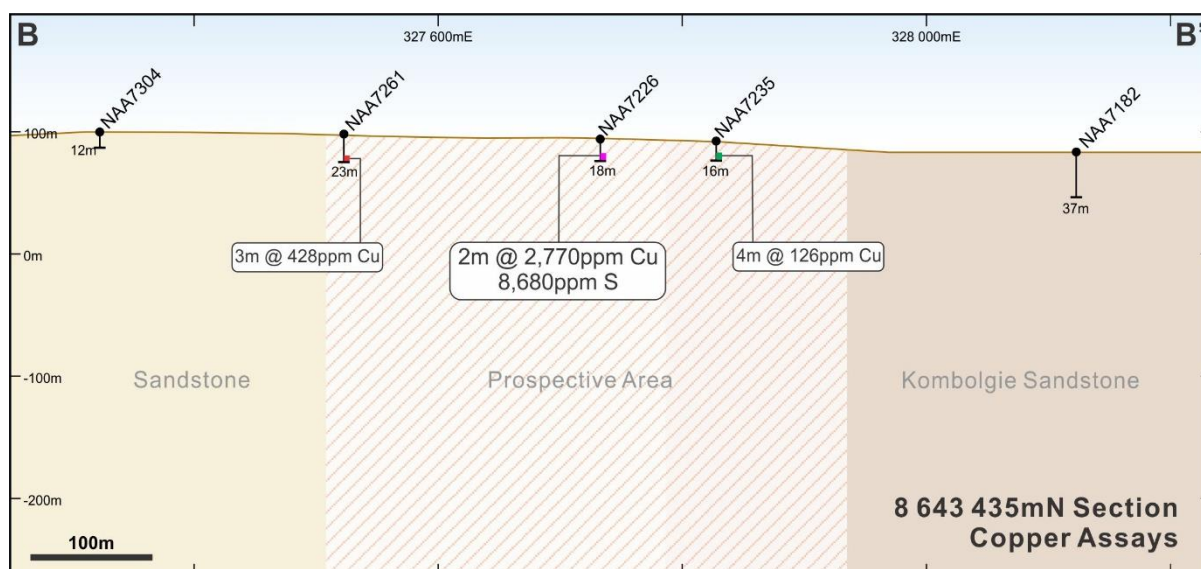 B
327 600mE
328 000mE
B'
NAA7304
NAA7261
NAA7226
NAA7235
NAA7182
100m
12m
23m
18m
16m
37m
3m @ 428ppm Cu
2m @ 2,770ppm Cu
8,680ppm S
4m @ 126ppm Cu
0m
-100m
Sandstone
Prospective Area
Kombolgie Sandstone
-200m
8 643 435mN Section
Copper Assays
100m